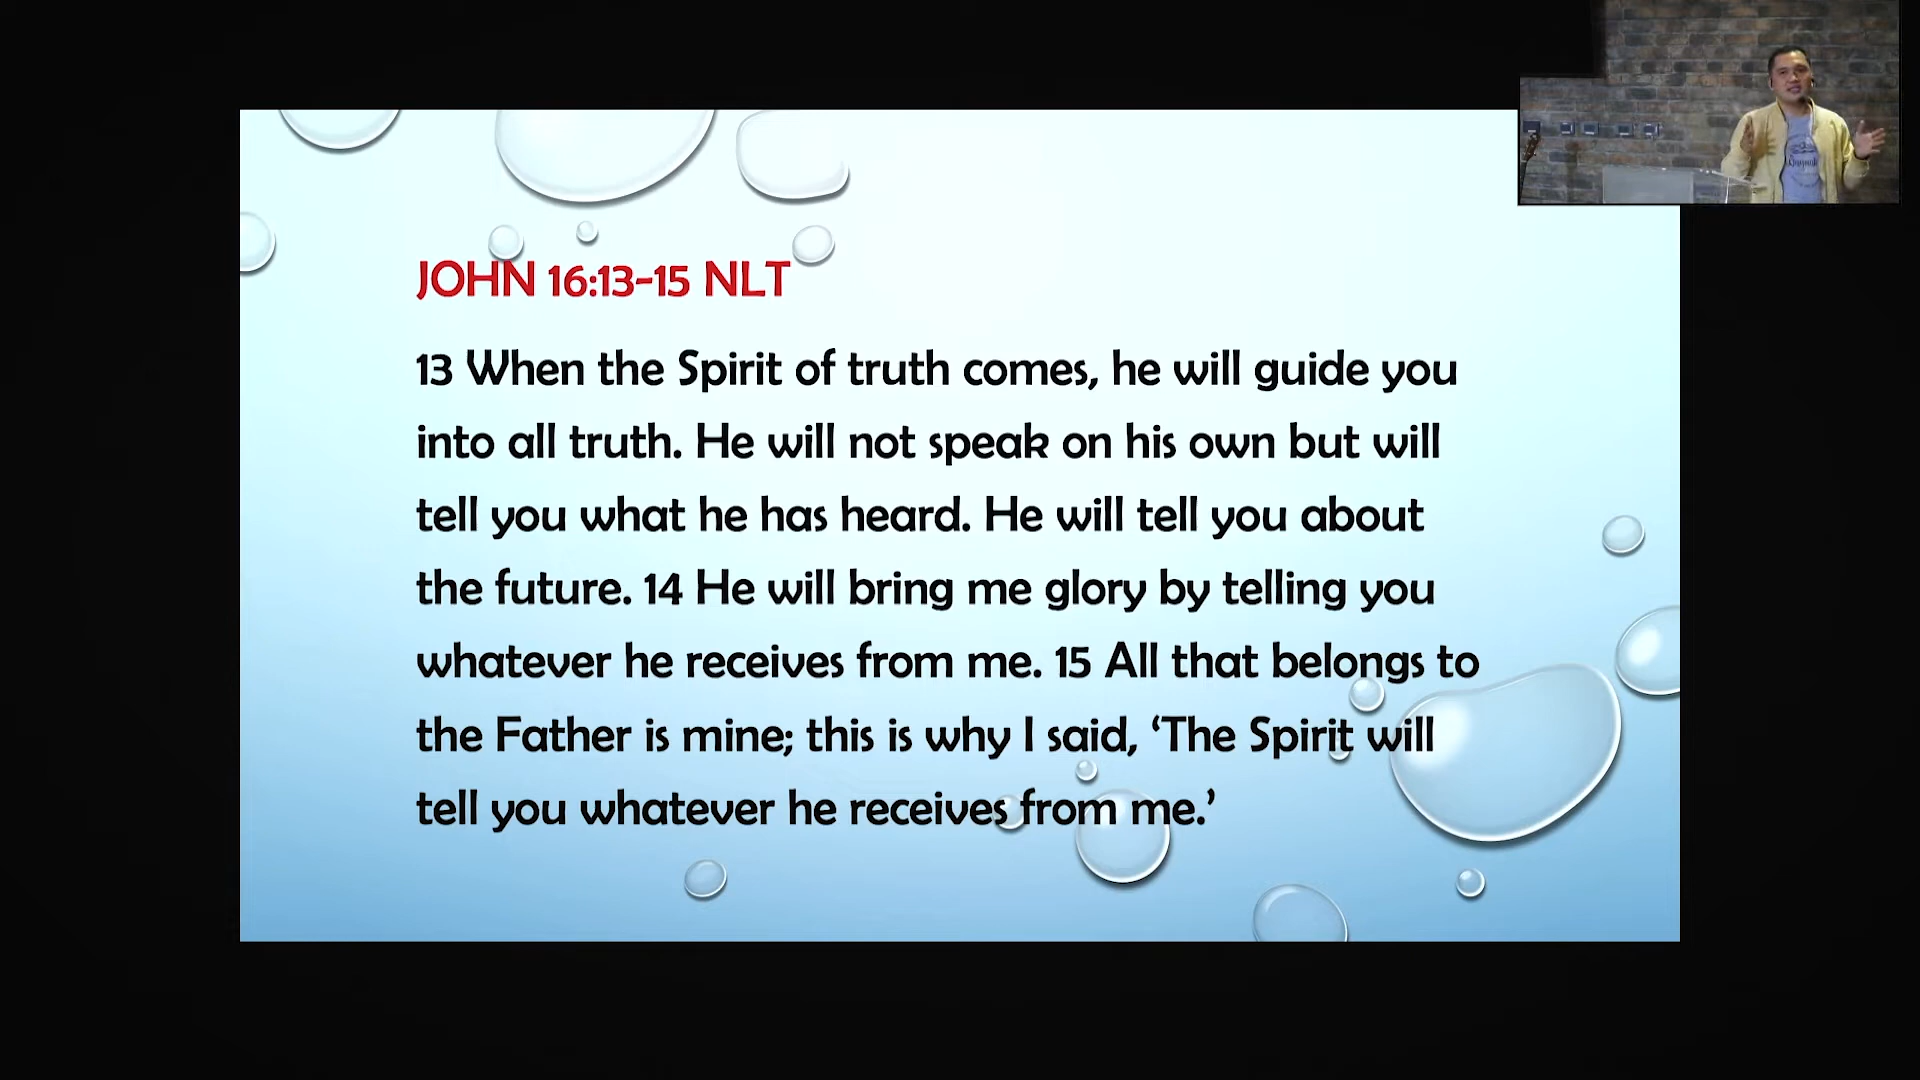 JOHN 16:13-15 NLT
13 When the Spirit of truth comes, he will guide you
into all truth. He will not speak on his own but will
tell you what he has heard. He will tell you about
the future. 14 He will bring me glory by telling you
whatever he receives from me. 15 All that belongs to
the Father is mine; this is why I said, ‘The Spirit will
tell you whatever he receives from me.’